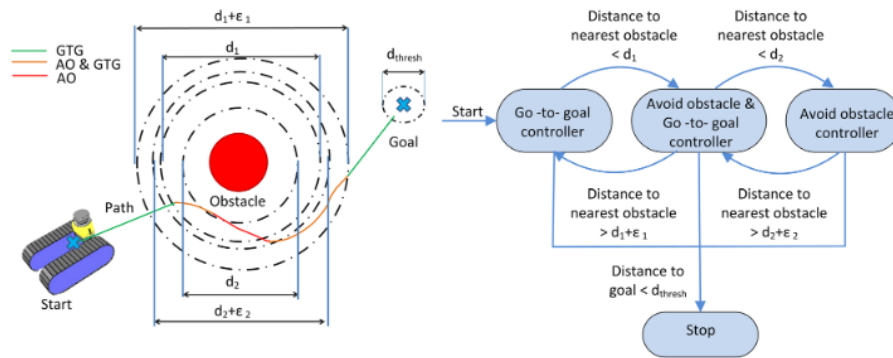 d₁+ε₁
GTG
AO & GTG
AO
d₁
dthresh
Goal
Obstacle
Path
Start
d₂
d₂+ε₂
Distance to
nearest obstacle
< d₁
Distance to
nearest obstacle
< d₂
Start
Go -to- goal
controller
Avoid obstacle &
Go -to- goal
controller
Avoid obstacle
controller
Distance to
nearest obstacle
> d₁+ε₁
Distance to
nearest obstacle
> d₂+ε₂
Distance to
goal < dthresh
Stop